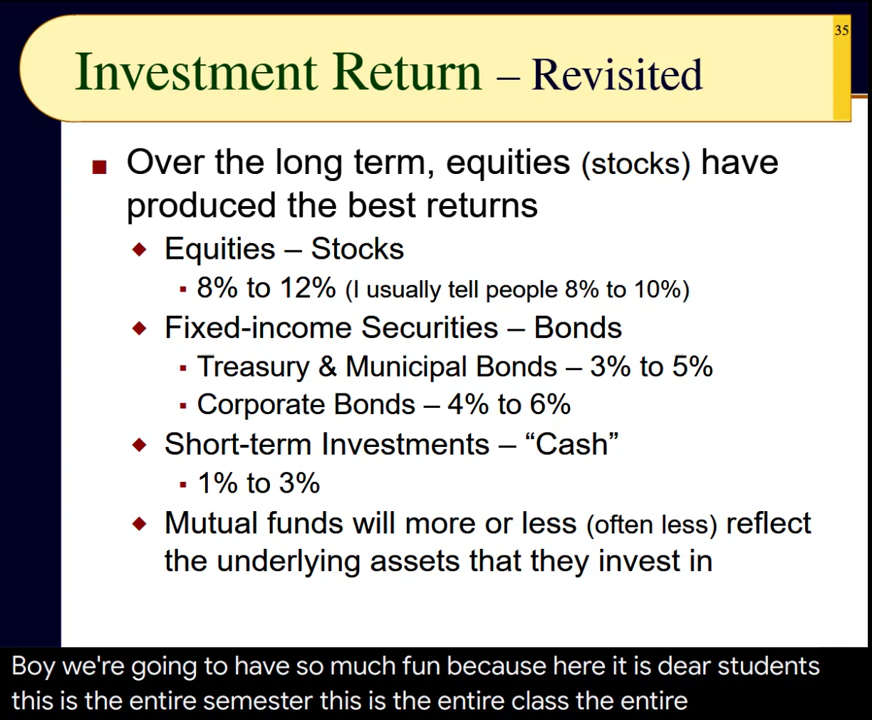 35
Investment Return – Revisited
Over the long term, equities (stocks) have
produced the best returns
Equities – Stocks
8% to 12% (I usually tell people 8% to 10%)
Fixed-income Securities – Bonds
Treasury & Municipal Bonds – 3% to 5%
Corporate Bonds – 4% to 6%
Short-term Investments – “Cash”
1% to 3%
Mutual funds will more or less (often less) reflect
the underlying assets that they invest in
Boy we're going to have so much fun because here it is dear students
this is the entire semester this is the entire class the entire